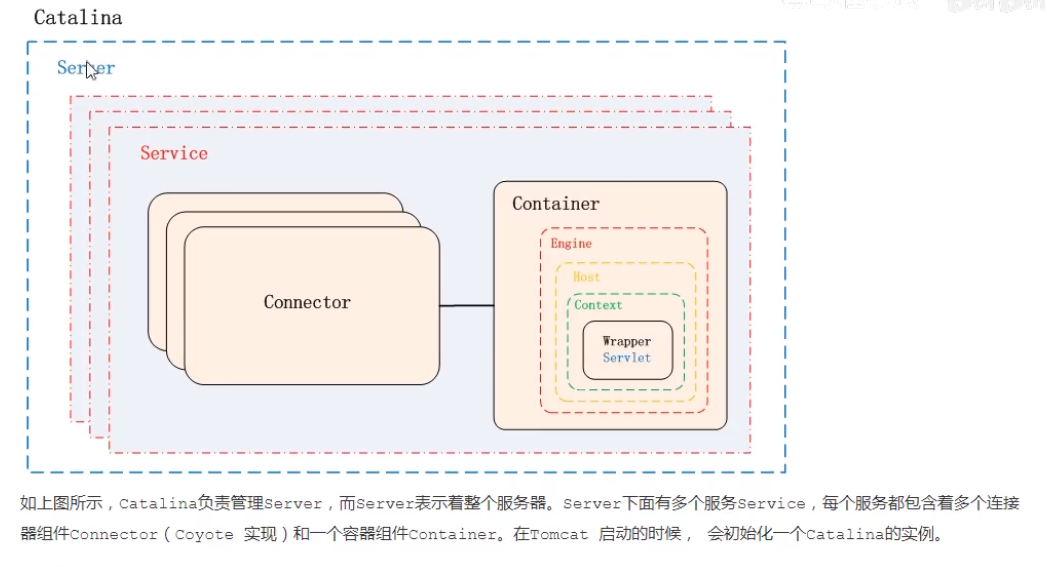 Catalina
Server
Service
Connector
Container
Engine
Host
Context
Wrapper
Servlet
如上图所示，Catalina负责管理Server，而Server表示着整个服务器。Server下面有多个服务Service，每个服务都包含着多个连接
器组件Connector（Coyote 实现）和一个容器组件Container。在Tomcat 启动的时候， 会初始化一个Catalina的实例。